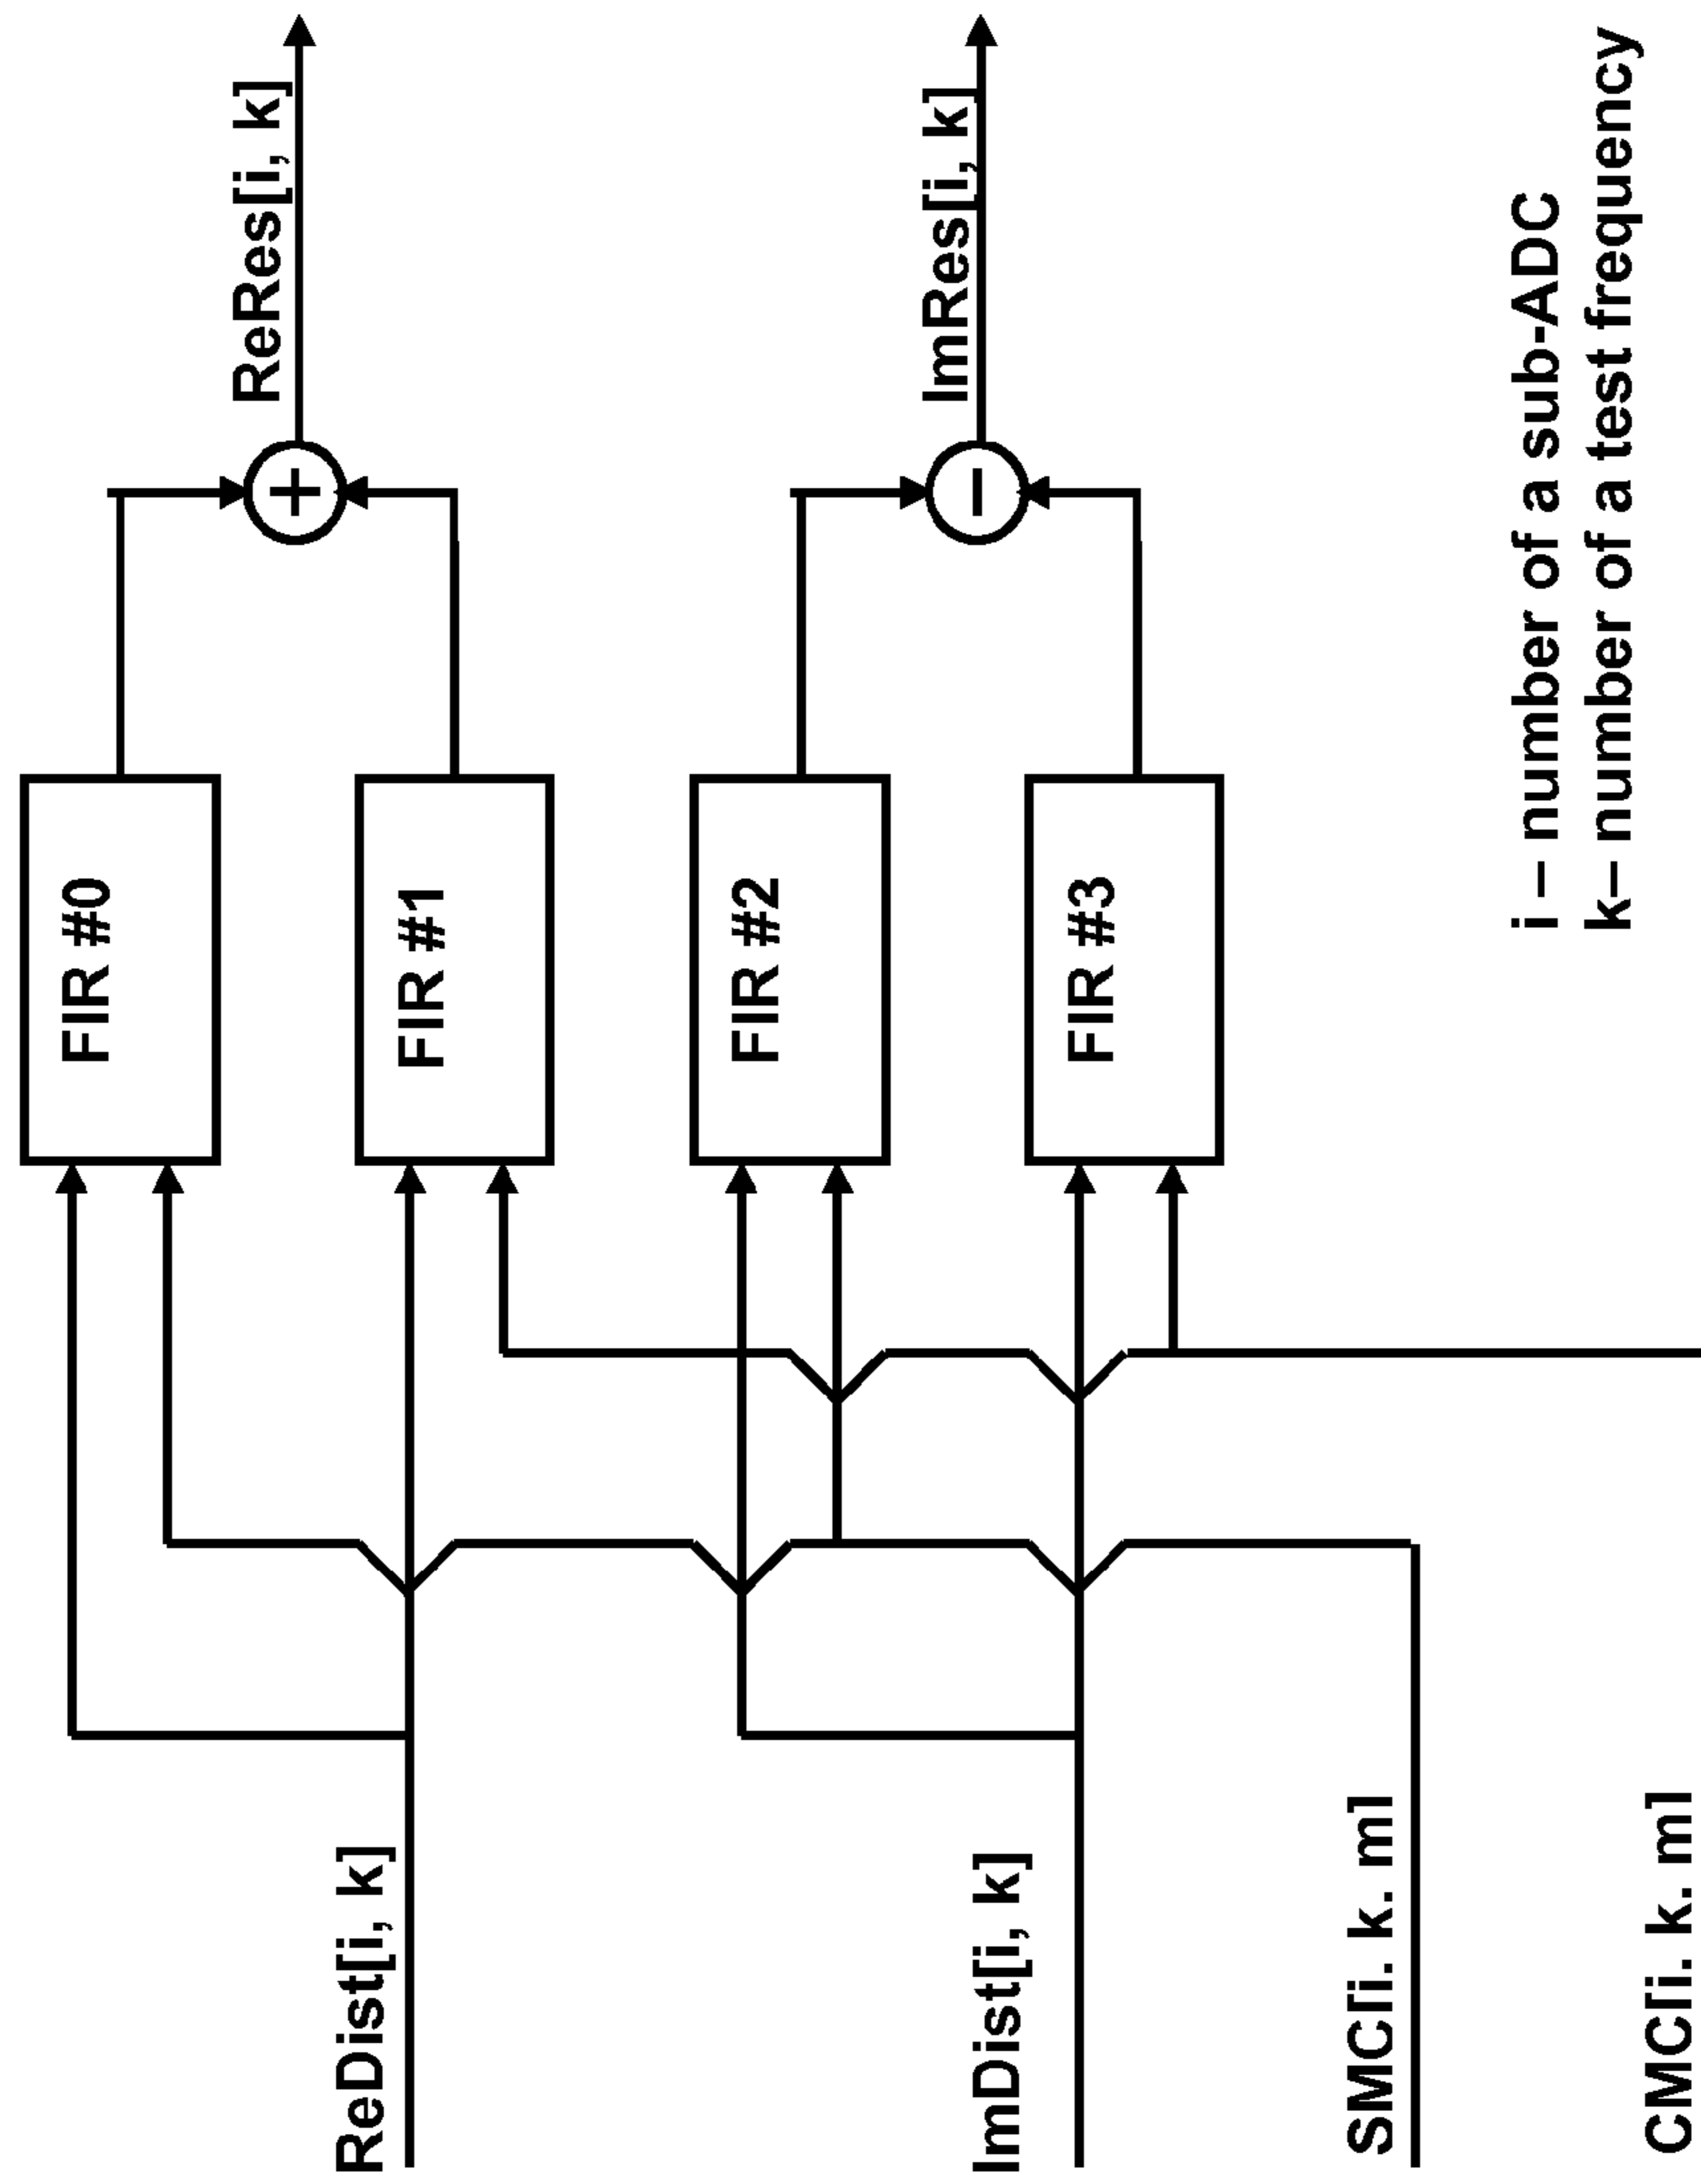 ReDist[i, k]
ImDist[i, k]
SMC[i. k. m]
CMC[i. k. m]
FIR #0
FIR #1
FIR #2
FIR #3
+
−
ReRes[i, k]
ImRes[i, k]
i – number of a sub-ADC
k– number of a test frequency